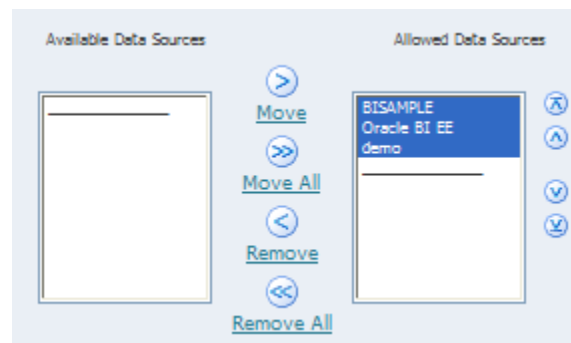 Available Data Sources
Allowed Data Sources
Move
Move All
Remove
Remove All
BISAMPLE
Oracle BI EE
demo